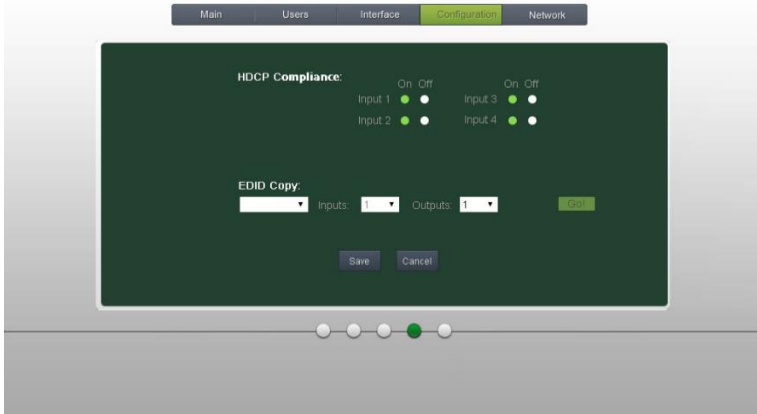 Main Users Interface Configuration Network
HDCP Compliance:
On Off On Off
Input 1 Input 3
Input 2 Input 4
EDID Copy:
Inputs: 1 Outputs: 1 Go!
Save Cancel